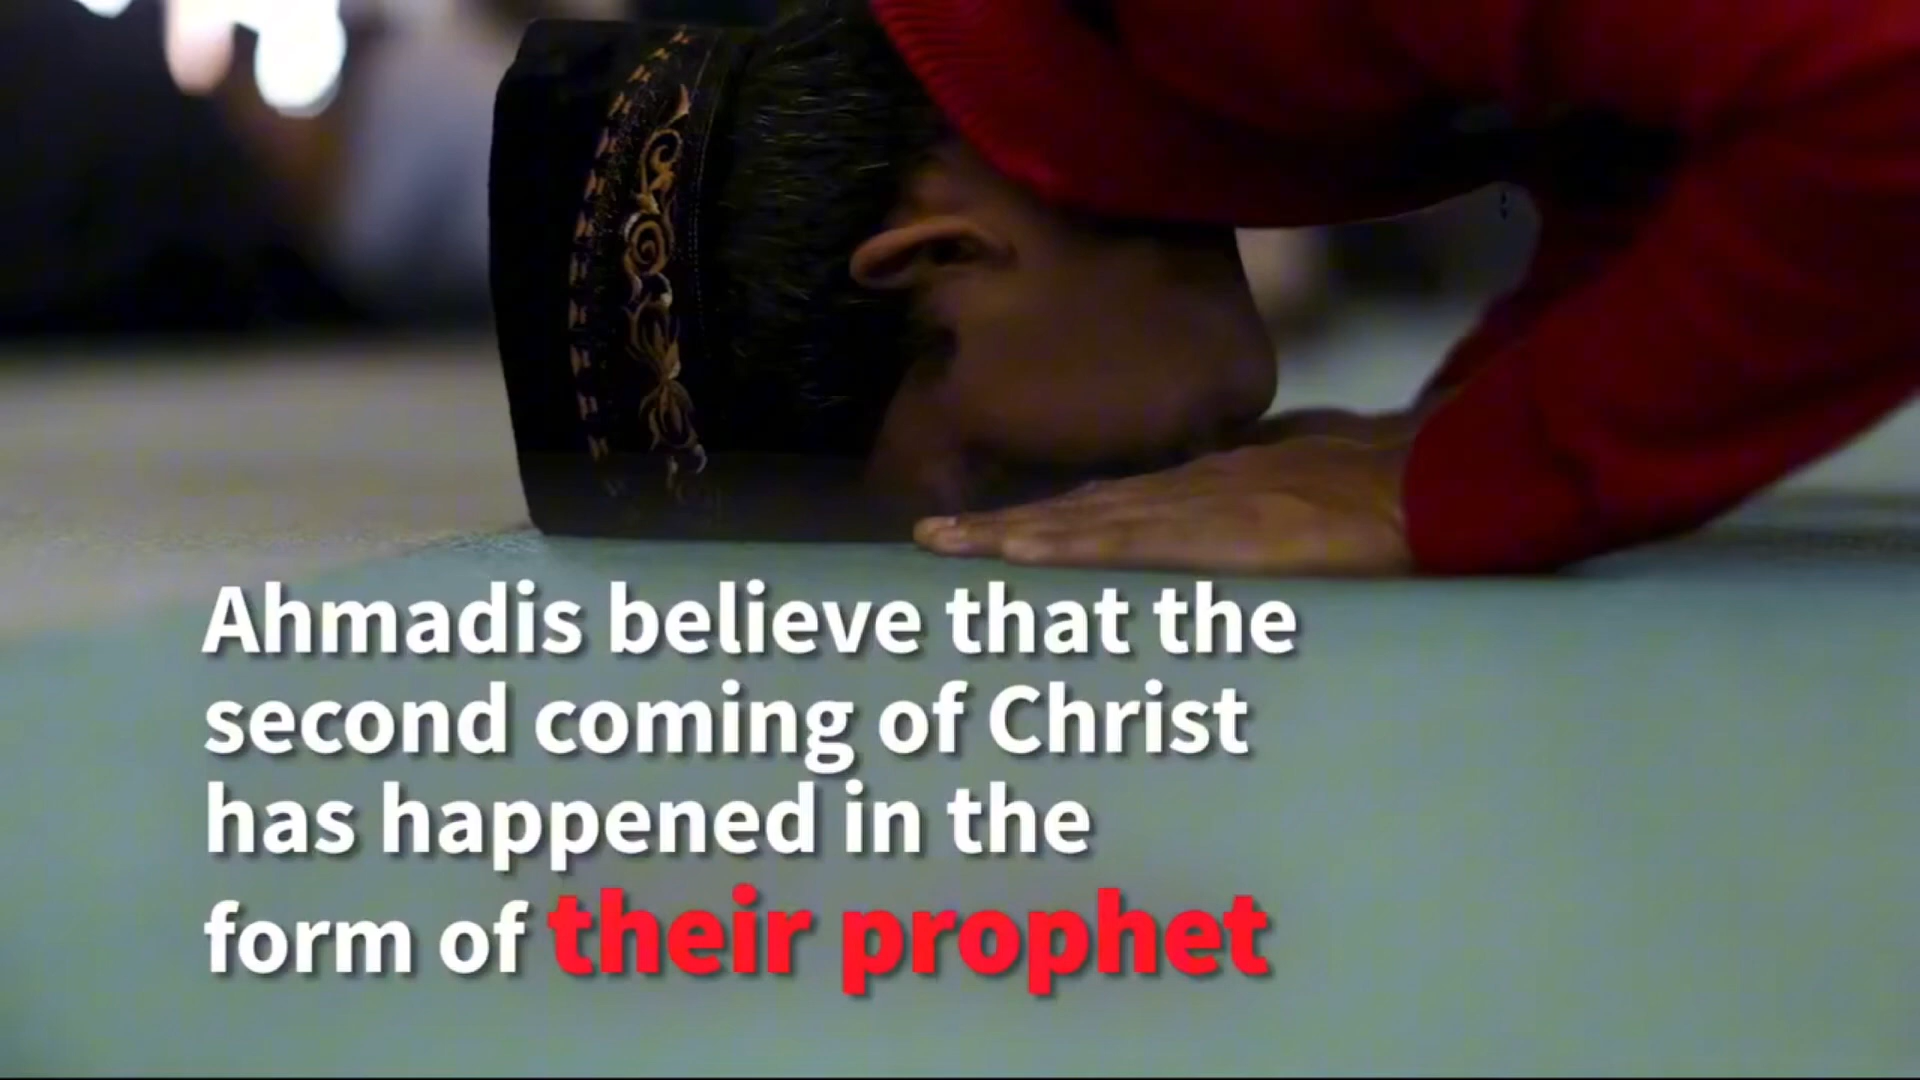 Ahmadis believe that the
second coming of Christ
has happened in the
form of their prophet